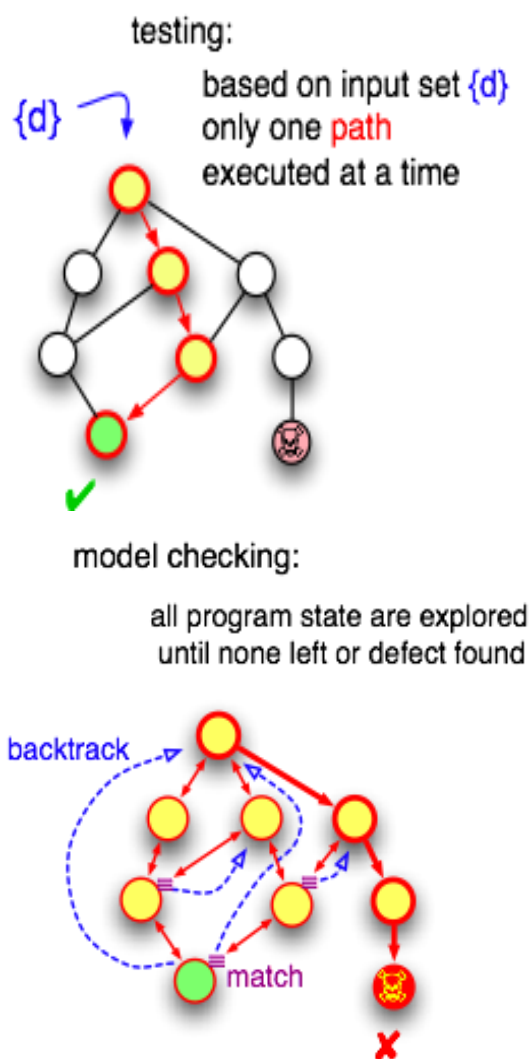 testing:
based on input set {d}
{d}
only one path
executed at a time
model checking:
all program state are explored
until none left or defect found
backtrack
match